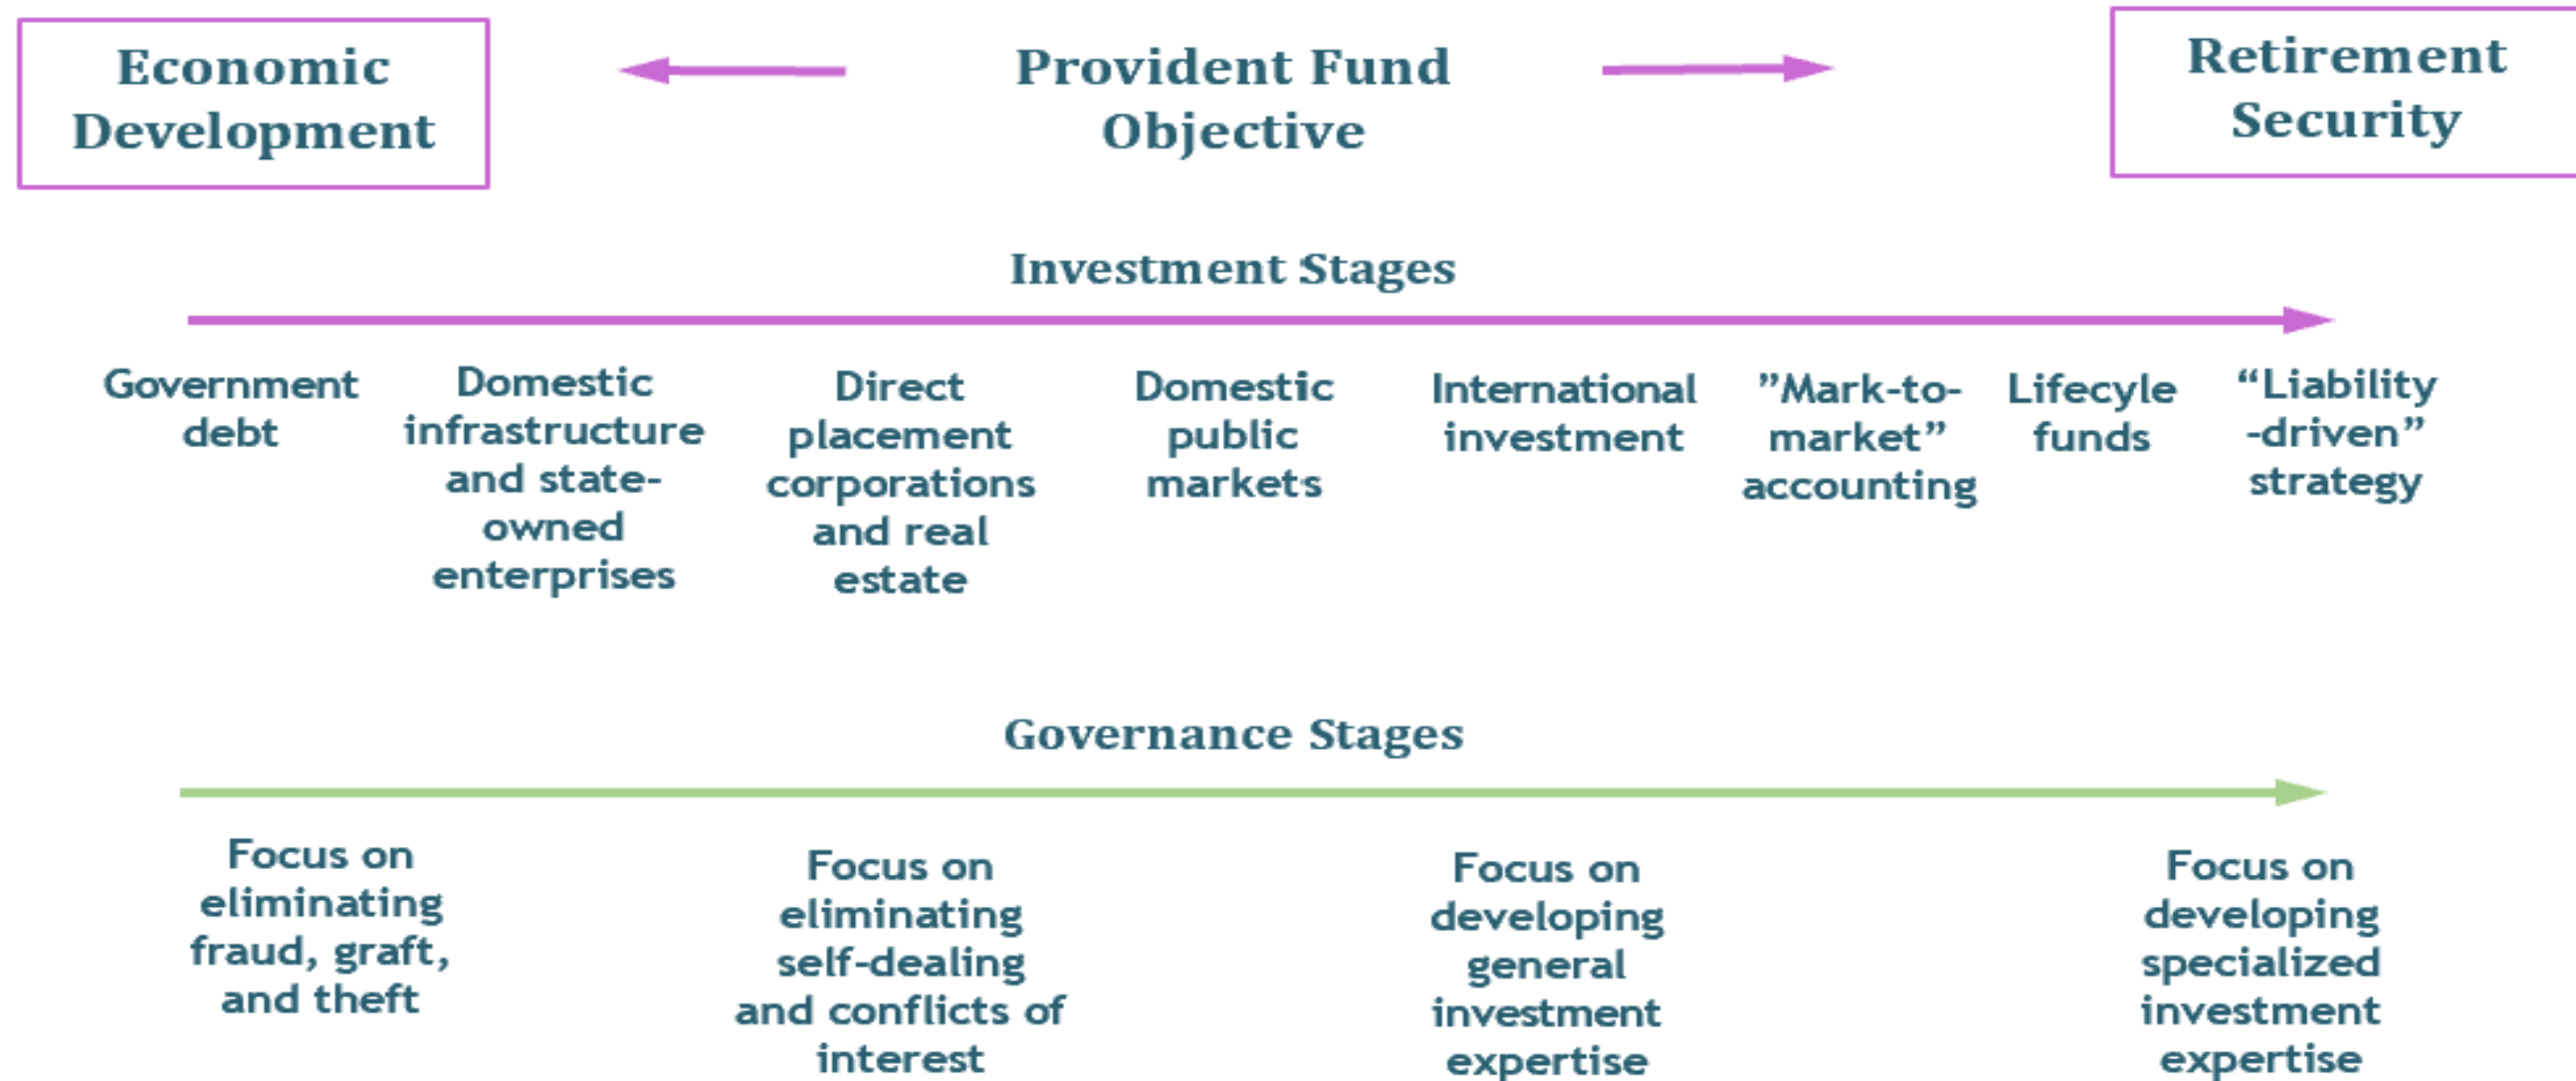 Economic
Development
Provident Fund
Objective
Retirement
Security
Investment Stages
Government
debt
Domestic
infrastructure
and state-
owned
enterprises
Direct
placement
corporations
and real
estate
Domestic
public
markets
International
investment
”Mark-to-
market”
accounting
Lifecyle
funds
“Liability
-driven”
strategy
Governance Stages
Focus on
eliminating
fraud, graft,
and theft
Focus on
eliminating
self-dealing
and conflicts of
interest
Focus on
developing
general
investment
expertise
Focus on
developing
specialized
investment
expertise